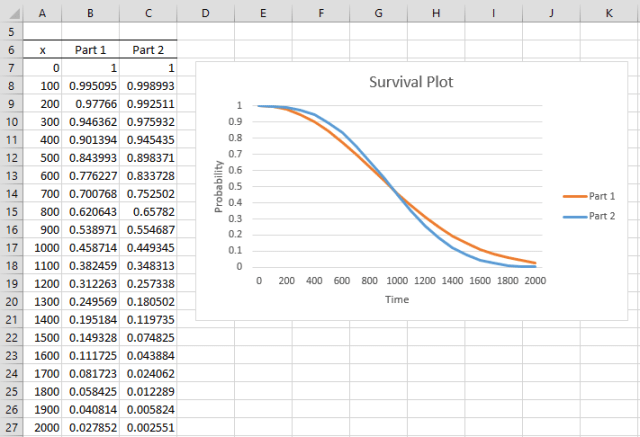 A B C D E F G H I J K
5
6 x Part 1 Part 2
7 0 1 1
8 100 0.995095 0.998993
9 200 0.97766 0.992511
10 300 0.946362 0.975932
11 400 0.901394 0.945435
12 500 0.843993 0.898371
13 600 0.776227 0.833728
14 700 0.700768 0.752502
15 800 0.620643 0.65782
16 900 0.538971 0.554687
17 1000 0.458714 0.449345
18 1100 0.382459 0.348313
19 1200 0.312263 0.257338
20 1300 0.249569 0.180502
21 1400 0.195184 0.119735
22 1500 0.149328 0.074825
23 1600 0.111725 0.043884
24 1700 0.081723 0.024062
25 1800 0.058425 0.012289
26 1900 0.040814 0.005824
27 2000 0.027852 0.002551
Survival Plot
Probability
1
0.9
0.8
0.7
0.6
0.5
0.4
0.3
0.2
0.1
0
0 200 400 600 800 1000 1200 1400 1600 1800 2000
Time
Part 1
Part 2